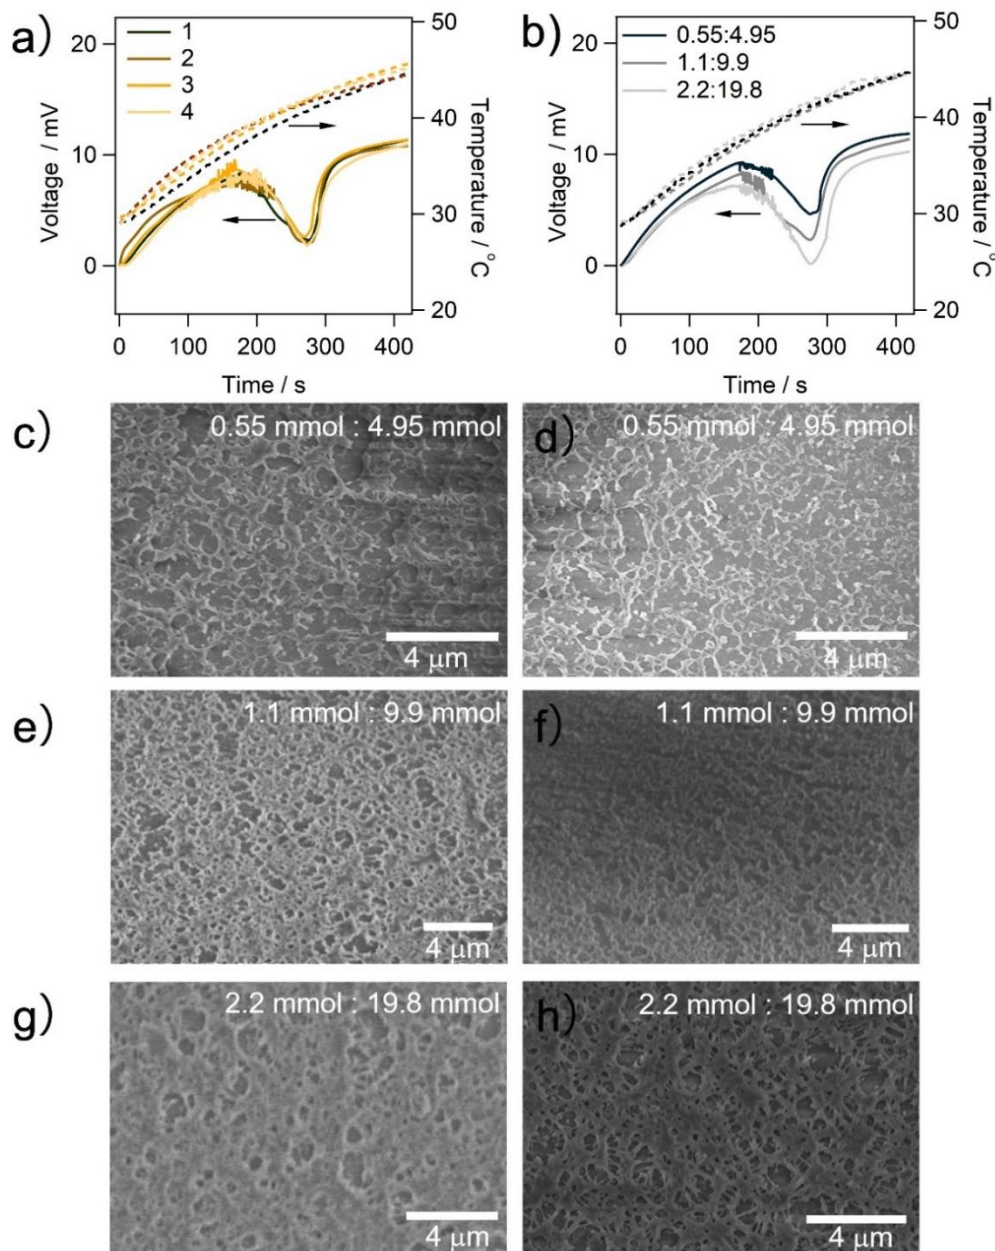 a)
1
2
3
4
20
10
0
Voltage / mV
50
40
30
20
Temperature / °C
0 100 200 300 400
Time / s
b)
0.55:4.95
1.1:9.9
2.2:19.8
20
10
0
Voltage / mV
50
40
30
20
Temperature / °C
0 100 200 300 400
Time / s
c)
0.55 mmol : 4.95 mmol
4 μm
d)
0.55 mmol : 4.95 mmol
4 μm
e)
1.1 mmol : 9.9 mmol
4 μm
f)
1.1 mmol : 9.9 mmol
4 μm
g)
2.2 mmol : 19.8 mmol
4 μm
h)
2.2 mmol : 19.8 mmol
4 μm